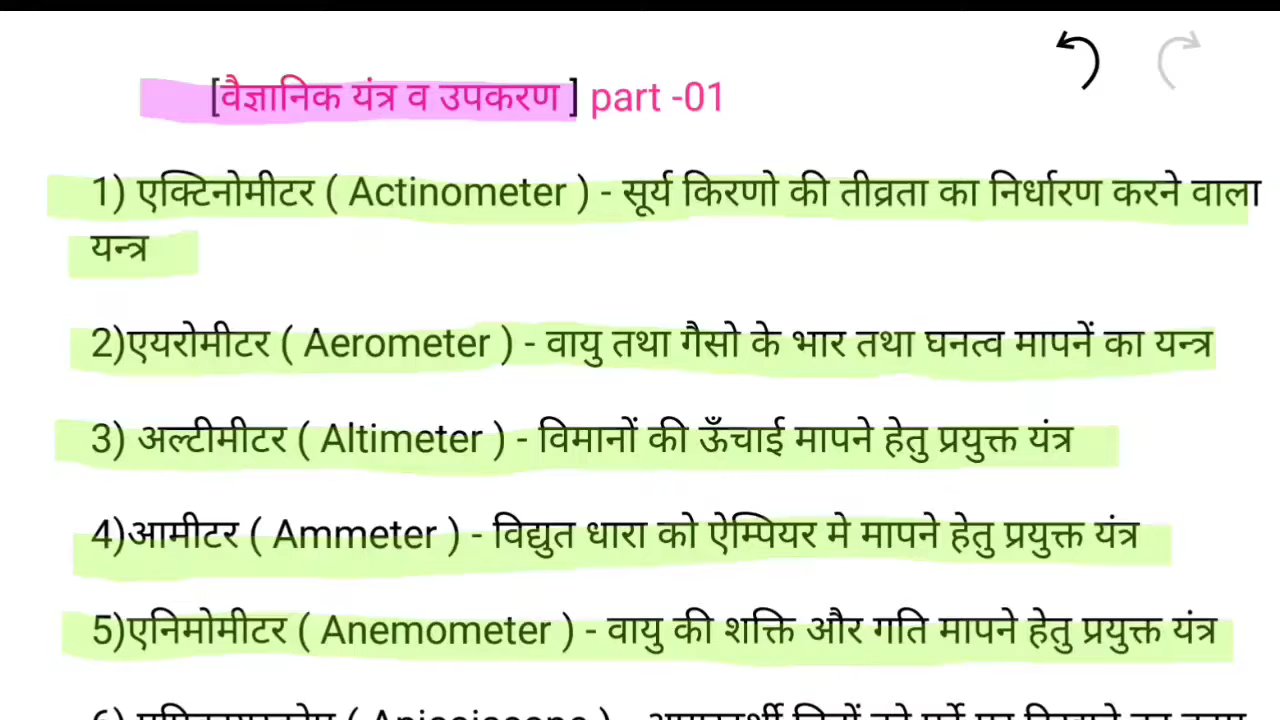 [वैज्ञानिक यंत्र व उपकरण ] part -01
1) एक्टिनोमीटर ( Actinometer ) - सूर्य किरणो की तीव्रता का निर्धारण करने वाला
यन्त्र
2)एयरोमीटर ( Aerometer ) - वायु तथा गैसो के भार तथा घनत्व मापनें का यन्त्र
3) अल्टीमीटर ( Altimeter ) - विमानों की ऊँचाई मापने हेतु प्रयुक्त यंत्र
4)आमीटर ( Ammeter ) - विद्युत धारा को ऐम्पियर मे मापने हेतु प्रयुक्त यंत्र
5)एनिमोमीटर ( Anemometer ) - वायु की शक्ति और गति मापने हेतु प्रयुक्त यंत्र